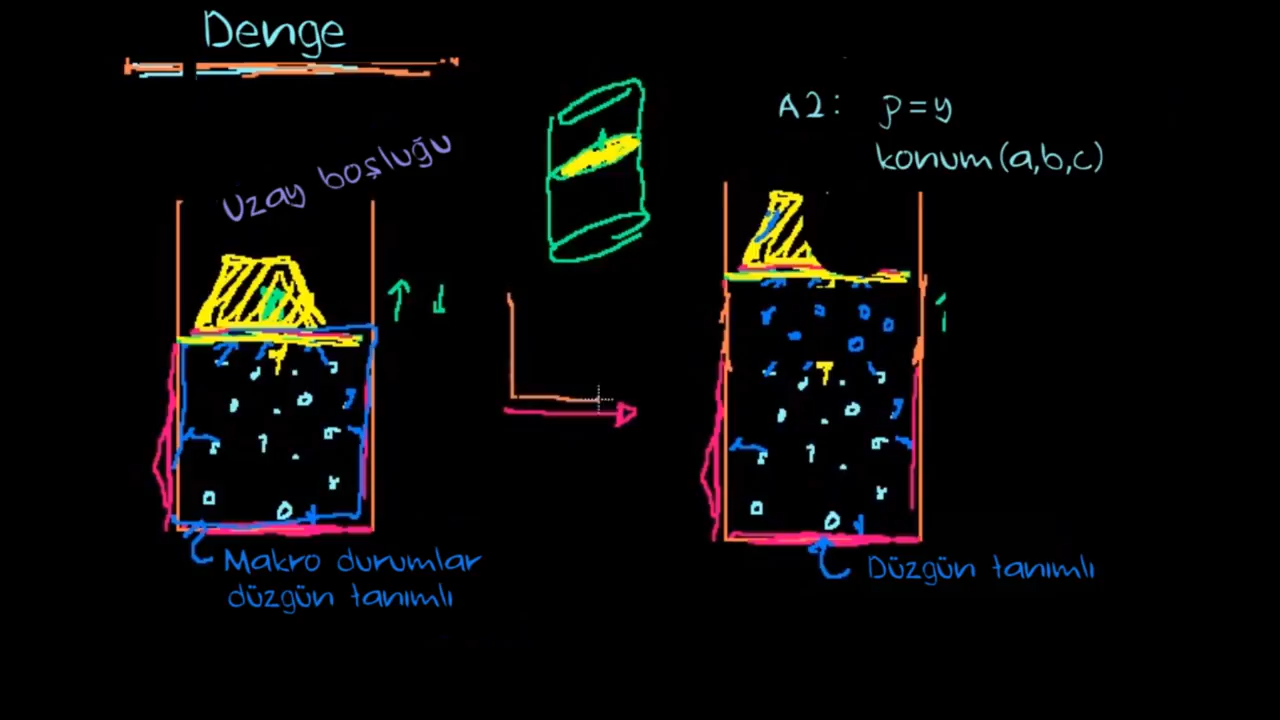 Denge
Uzay boşluğu
A2: p=y
konum(a,b,c)
Makro durumlar
düzgün tanımlı
Düzgün tanımlı